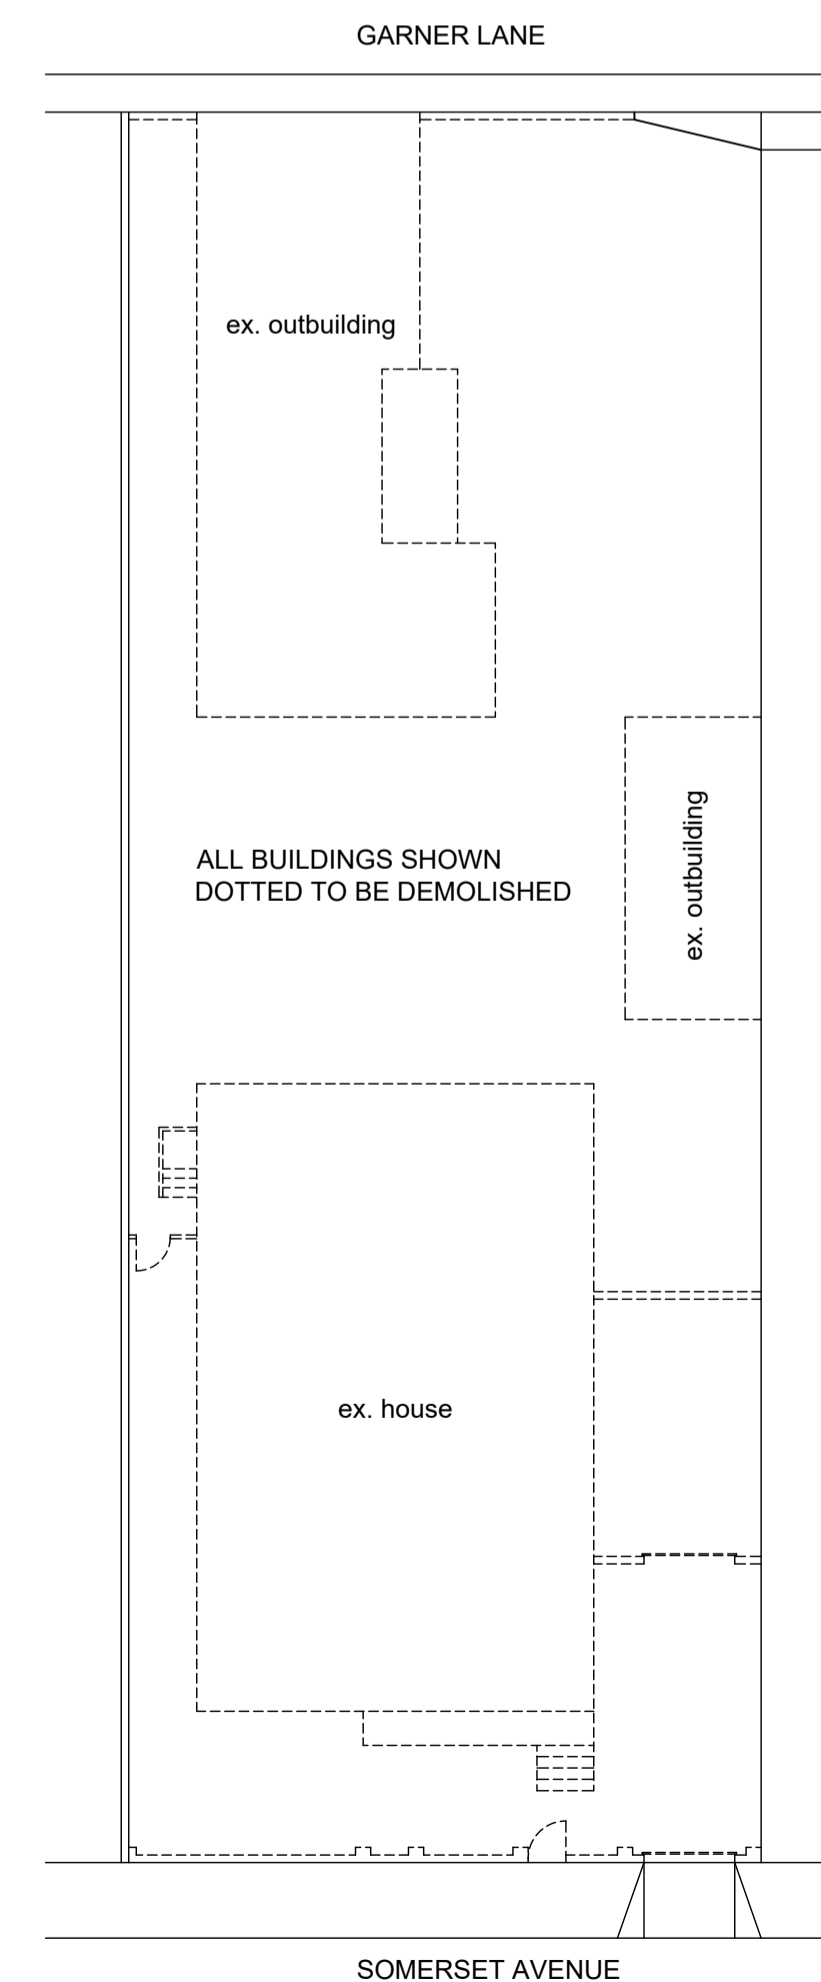 GARNER LANE
ex. outbuilding
ALL BUILDINGS SHOWN
DOTTED TO BE DEMOLISHED
ex. outbuilding
ex. house
SOMERSET AVENUE